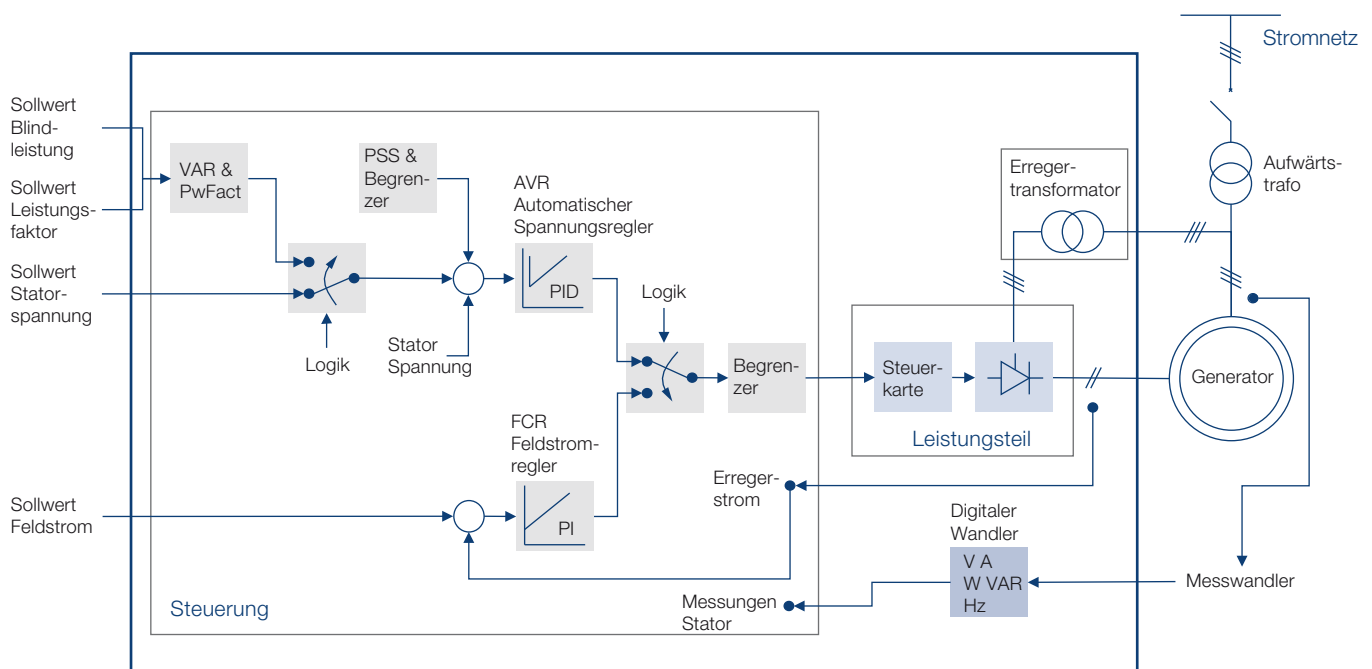 Stromnetz
Sollwert
Blind-
leistung
Sollwert
Leistungs-
faktor
Sollwert
Stator-
spannung
Sollwert
Feldstrom
VAR &
PwFact
PSS &
Begren-
zer
AVR
Automatischer
Spannungsregler
PID
Logik
Stator
Spannung
Logik
Begren-
zer
FCR
Feldstrom-
regler
PI
Steuerung
Erreger-
transformator
Aufwärts-
trafo
Steuer-
karte
Leistungsteil
Generator
Erreger-
strom
Digitaler
Wandler
V A
W VAR
Hz
Messwandler
Messungen
Stator